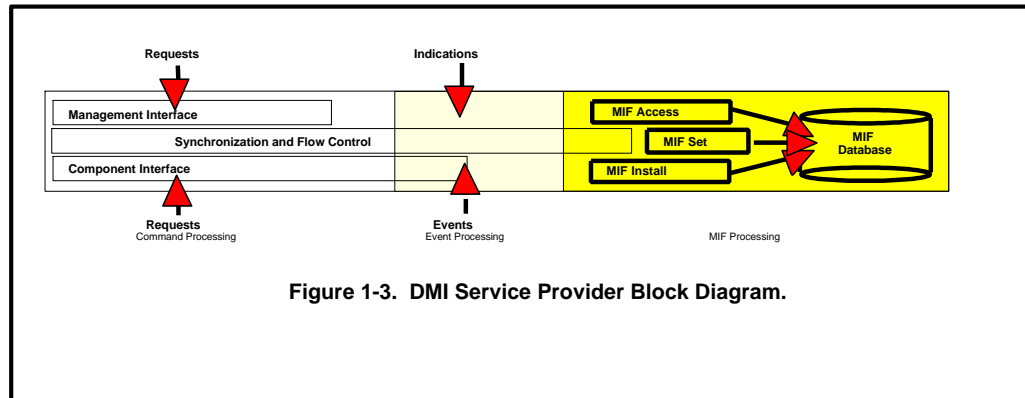 Requests
Indications
Management Interface
MIF Access
Synchronization and Flow Control
MIF Set
MIF
Database
Component Interface
MIF Install
Requests
Events
Command Processing
Event Processing
MIF Processing
Figure 1-3. DMI Service Provider Block Diagram.